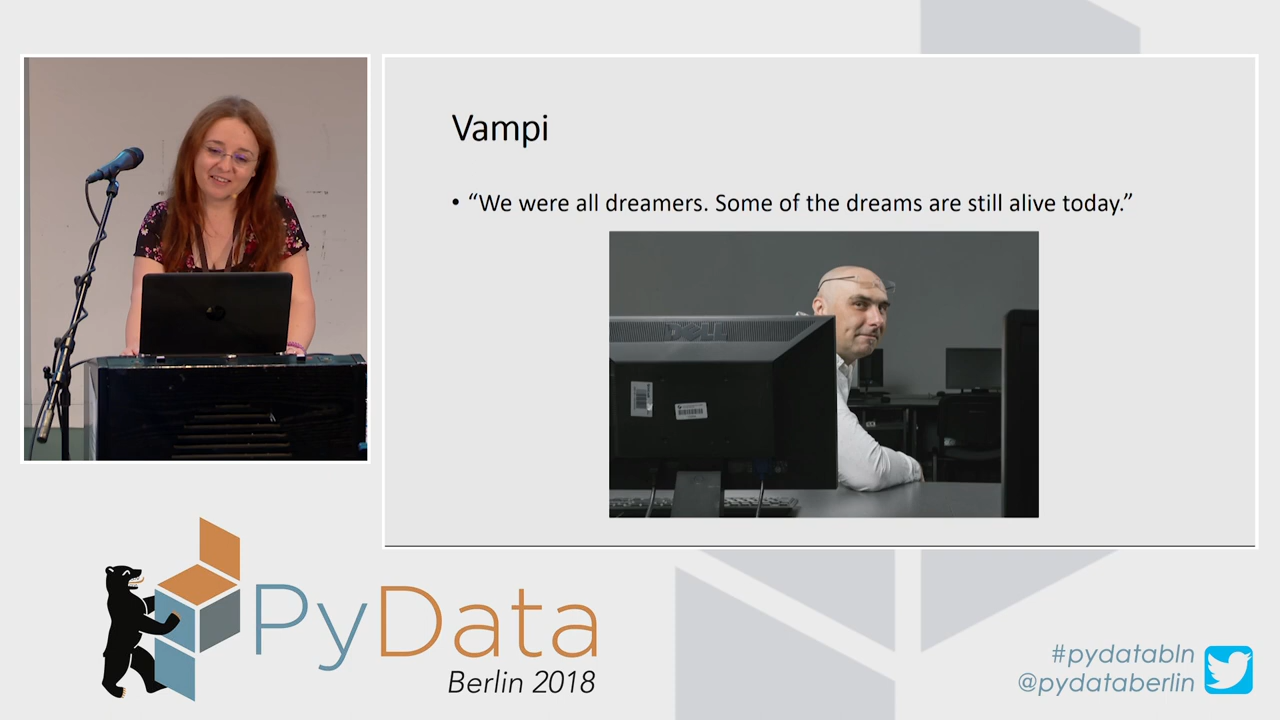 Vampi
• “We were all dreamers. Some of the dreams are still alive today.”
DELL
PyData
Berlin 2018
#pydatabln
@pydataberlin